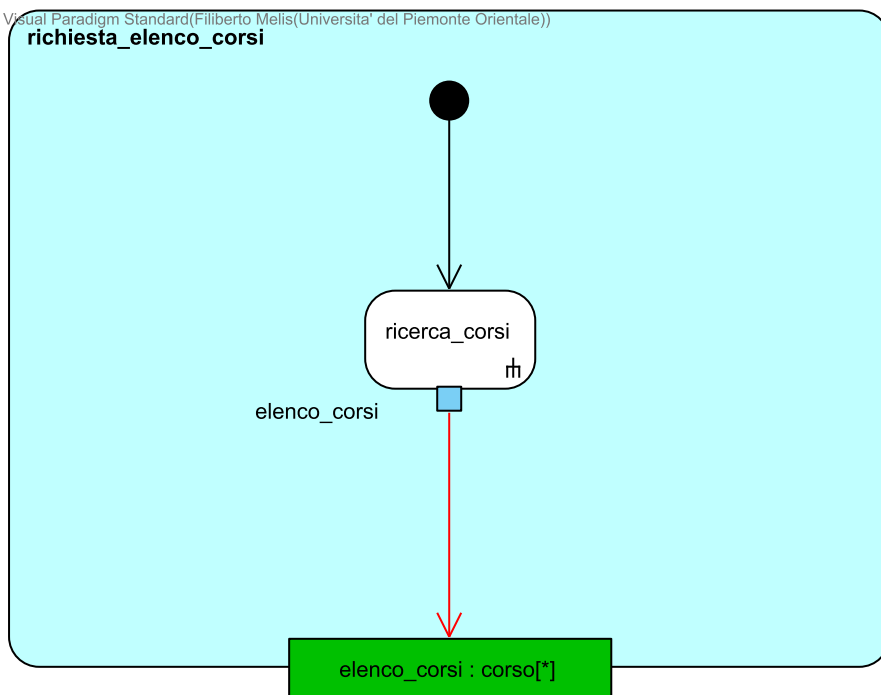 Visual Paradigm Standard(Filiberto Melis(Universita' del Piemonte Orientale))
richiesta_elenco_corsi
ricerca_corsi
elenco_corsi
elenco_corsi : corso[*]